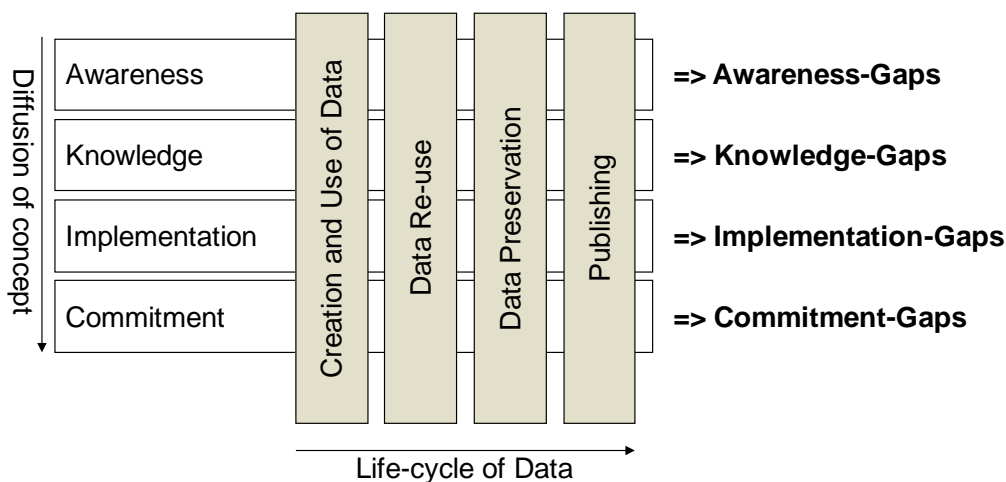 Diffusion of concept
Awareness
Knowledge
Implementation
Commitment
Creation and Use of Data
Data Re-use
Data Preservation
Publishing
=> Awareness-Gaps
=> Knowledge-Gaps
=> Implementation-Gaps
=> Commitment-Gaps
Life-cycle of Data